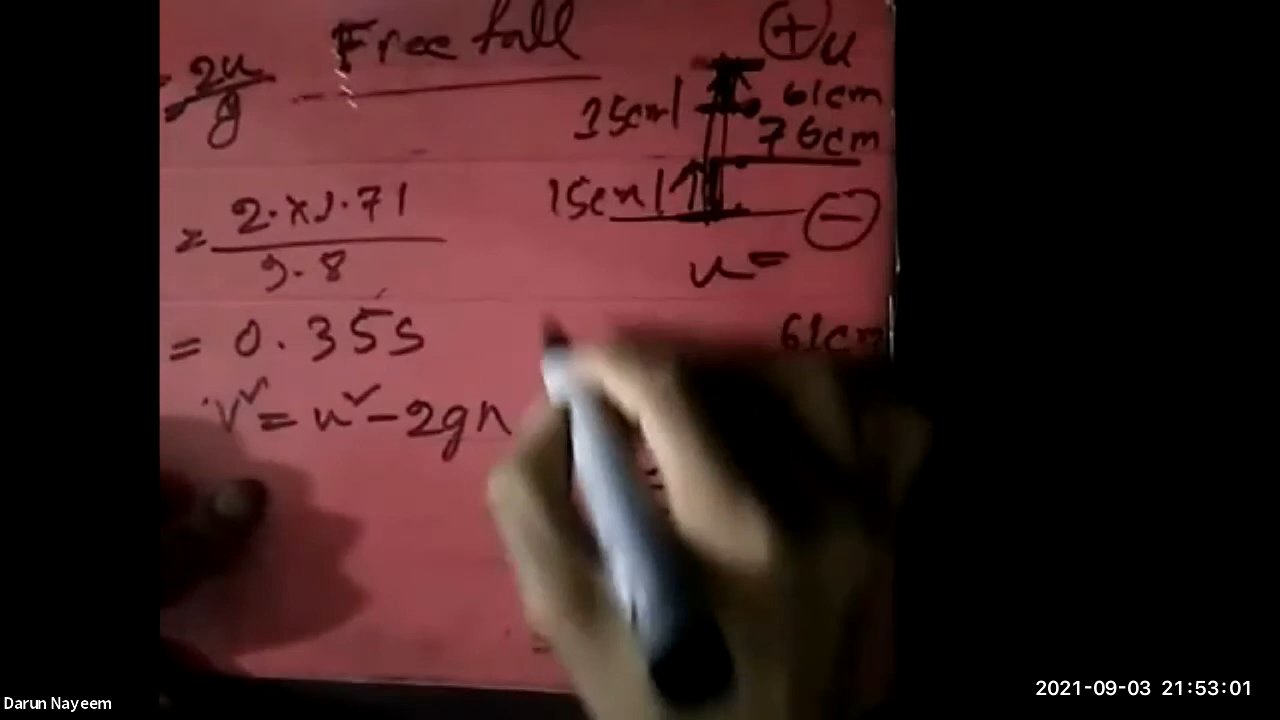 Free fall
= 2u/g
⊕ u
61cm
15cm
76cm
15cm
⊖
= 2.×1.71 / 9.8
u =
= 0.35s
61cm
v² = u² - 2gh
Darun Nayeem
2021-09-03 21:53:01